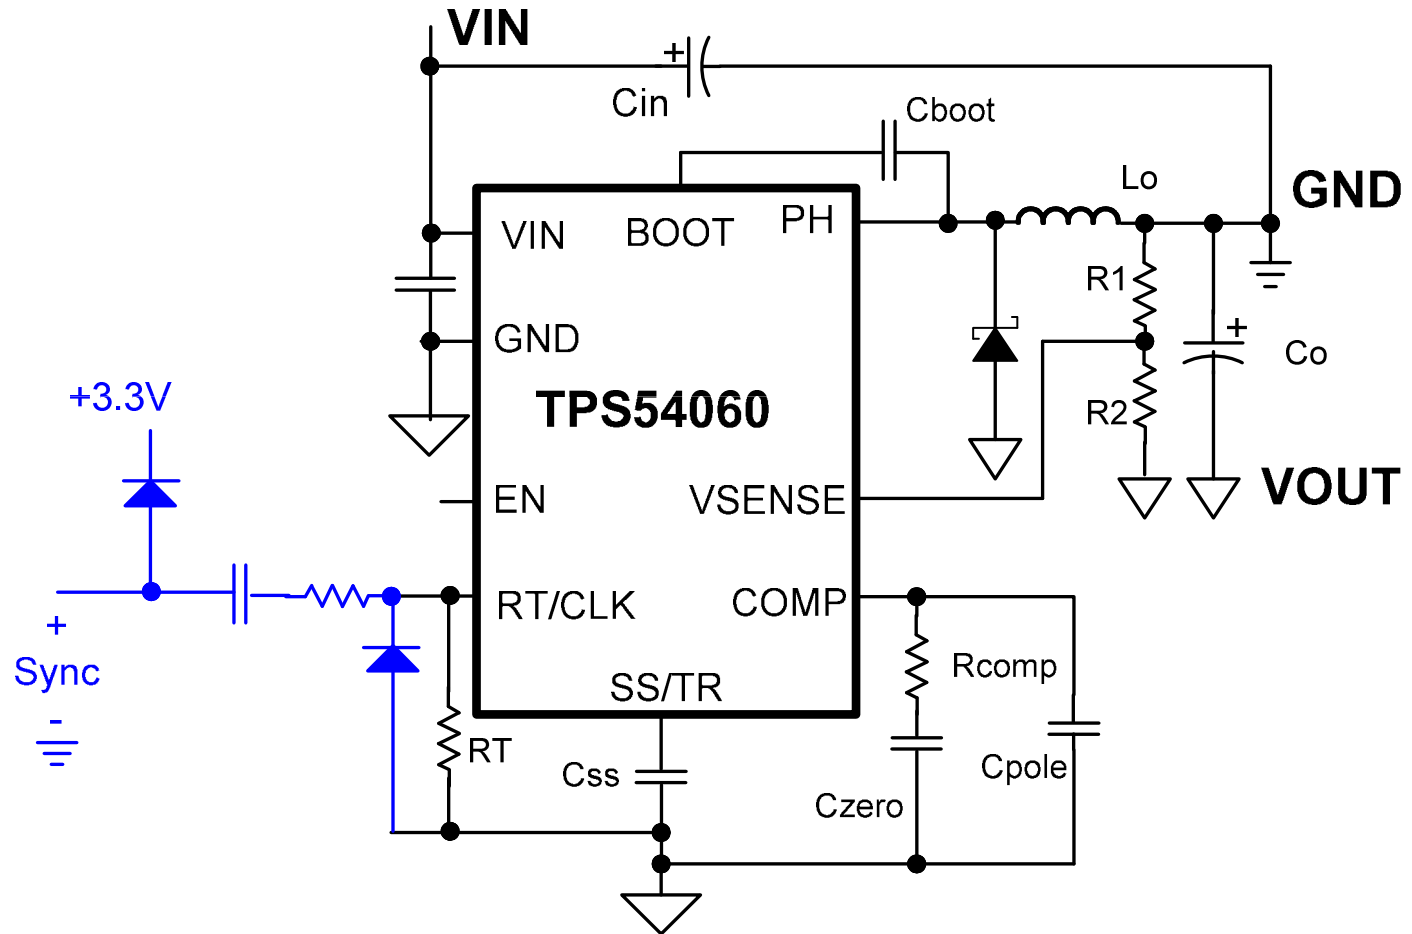 VIN
+
Cin
Cboot
Lo
GND
VIN
BOOT
PH
R1
GND
+
Co
+3.3V
TPS54060
R2
EN
VSENSE
VOUT
RT/CLK
COMP
+
Sync
-
SS/TR
Rcomp
RT
Css
Cpole
Czero